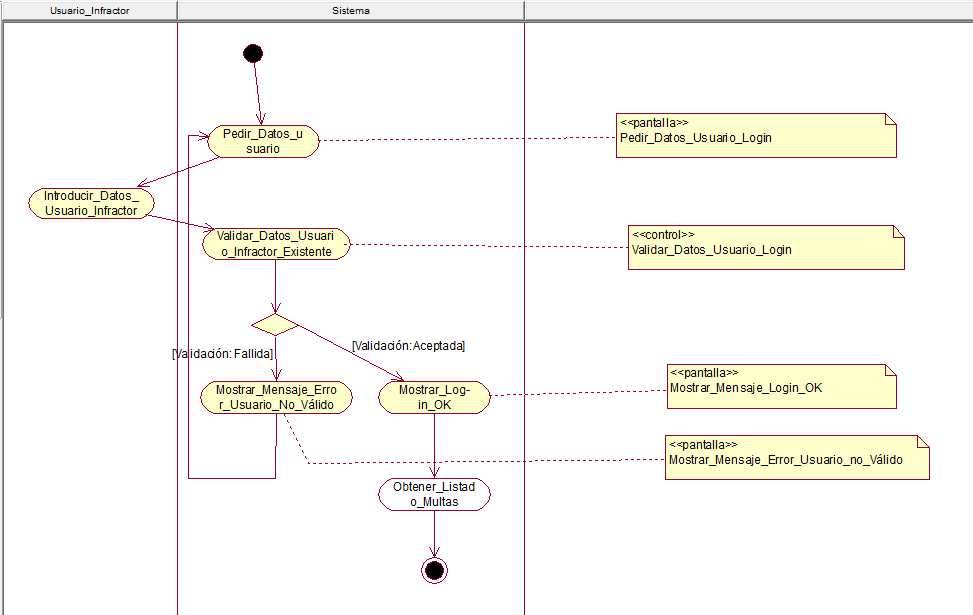 Usuario_Infractor
Sistema
Pedir_Datos_u
suario
<<pantalla>>
Pedir_Datos_Usuario_Login
Introducir_Datos_
Usuario_Infractor
Validar_Datos_Usuari
o_Infractor_Existente
<<control>>
Validar_Datos_Usuario_Login
[Validación: Fallida]
[Validación: Aceptada]
Mostrar_Mensaje_Erro
r_Usuario_No_Válido
Mostrar_Log-
in_OK
<<pantalla>>
Mostrar_Mensaje_Login_OK
<<pantalla>>
Mostrar_Mensaje_Error_Usuario_no_Válido
Obtener_Listad
o_Multas